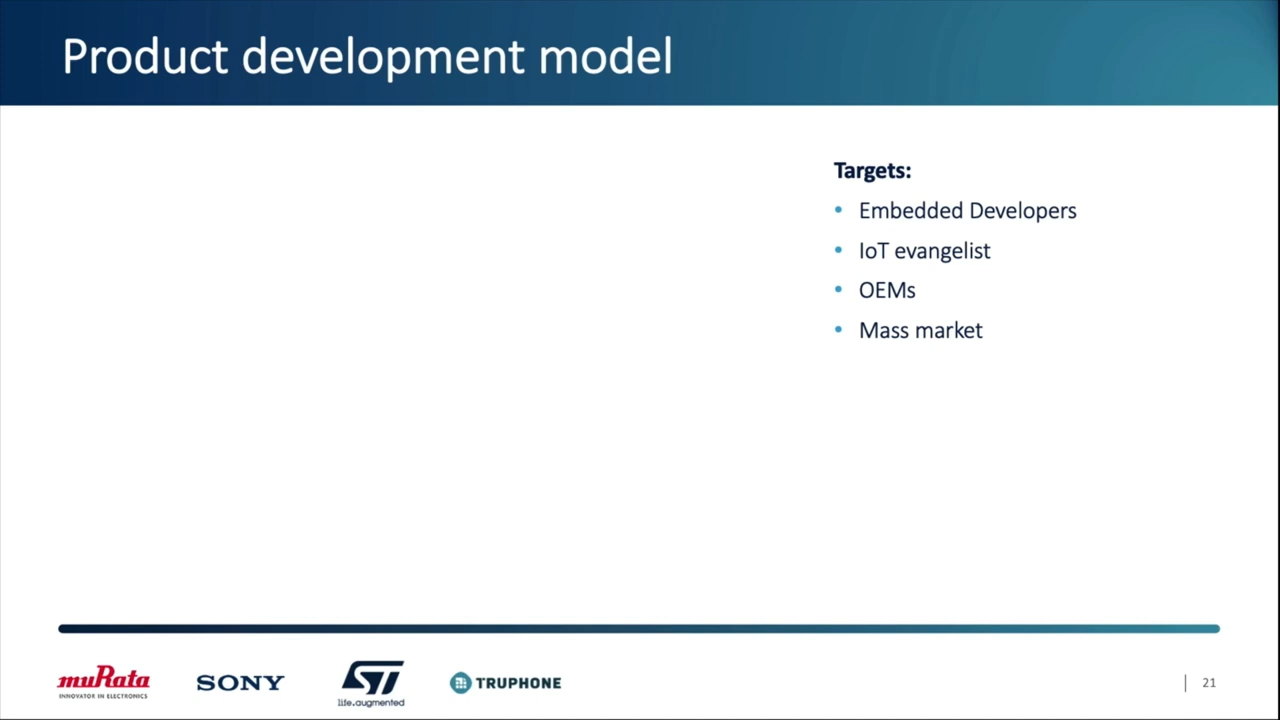 Product development model
Targets:
• Embedded Developers
• IoT evangelist
• OEMs
• Mass market
muRata
INNOVATOR IN ELECTRONICS
SONY
ST
life.augmented
TRUPHONE
21